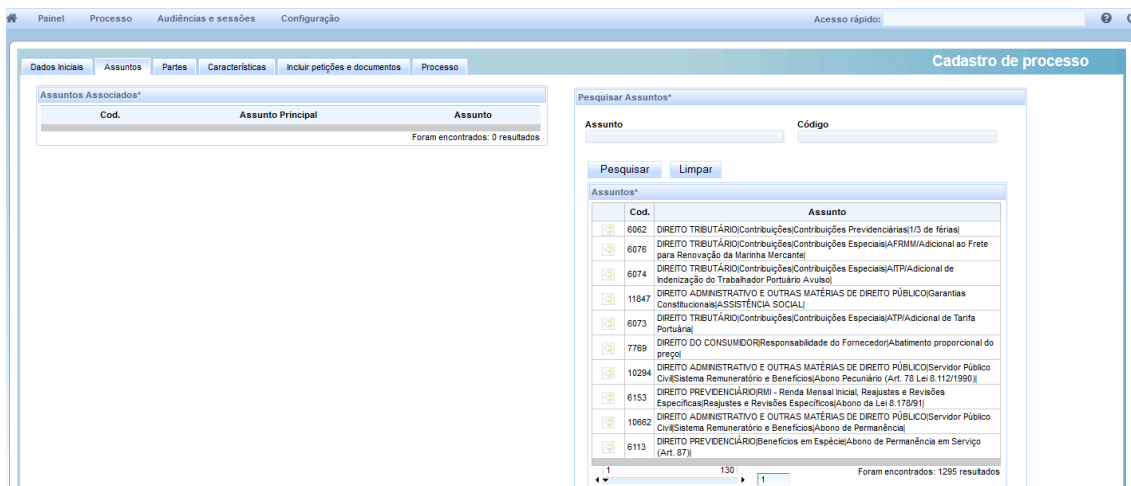 Painel Processo Audiências e sessões Configuração Acesso rápido:
Cadastro de processo
Dados Iniciais Assuntos Partes Características Incluir petições e documentos Processo
Assuntos Associados*
Cod. Assunto Principal Assunto
Foram encontrados: 0 resultados
Pesquisar Assuntos*
Assunto Código
Pesquisar Limpar
Assuntos*
Cod. Assunto
6062 DIREITO TRIBUTÁRIO|Contribuições|Contribuições Previdenciárias|1/3 de férias|
6076 DIREITO TRIBUTÁRIO|Contribuições|Contribuições Especiais|AFRMM/Adicional ao Frete
para Renovação da Marinha Mercante|
6074 DIREITO TRIBUTÁRIO|Contribuições|Contribuições Especiais|AITP/Adicional de
Indenização do Trabalhador Portuário Avulso|
11847 DIREITO ADMINISTRATIVO E OUTRAS MATÉRIAS DE DIREITO PÚBLICO|Garantias
Constitucionais|ASSISTÊNCIA SOCIAL|
6073 DIREITO TRIBUTÁRIO|Contribuições|Contribuições Especiais|ATP/Adicional de Tarifa
Portuária|
7769 DIREITO DO CONSUMIDOR|Responsabilidade do Fornecedor|Abatimento proporcional do
preço|
10294 DIREITO ADMINISTRATIVO E OUTRAS MATÉRIAS DE DIREITO PÚBLICO|Servidor Público
Civil|Sistema Remuneratório e Benefícios|Abono Pecuniário (Art. 78 Lei 8.112/1990)|
6153 DIREITO PREVIDENCIÁRIO|RMI - Renda Mensal Inicial, Reajustes e Revisões
Específicas|Reajustes e Revisões Específicos|Abono da Lei 8.178/91|
10662 DIREITO ADMINISTRATIVO E OUTRAS MATÉRIAS DE DIREITO PÚBLICO|Servidor Público
Civil|Sistema Remuneratório e Benefícios|Abono de Permanência|
6113 DIREITO PREVIDENCIÁRIO|Benefícios em Espécie|Abono de Permanência em Serviço
(Art. 87)|
1 130 1 Foram encontrados: 1295 resultados